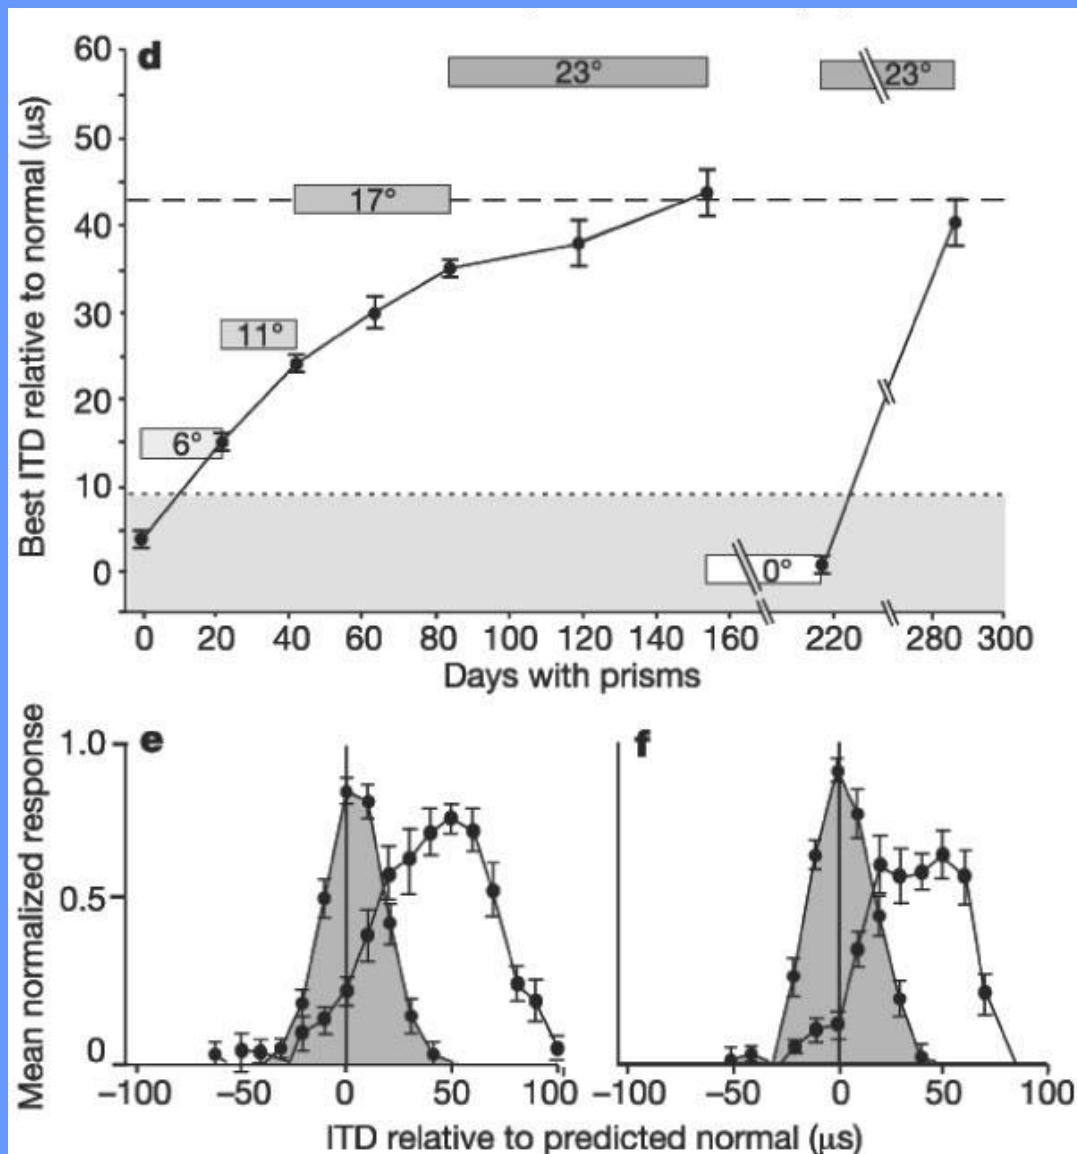 d
Best ITD relative to normal (µs)
60
50
40
30
20
10
0
23°
23°
17°
11°
6°
0°
0 20 40 60 80 100 120 140 160 220 280 300
Days with prisms
e
f
Mean normalized response
1.0
0.5
0
−100 −50 0 50 100 −100 −50 0 50 100
ITD relative to predicted normal (µs)